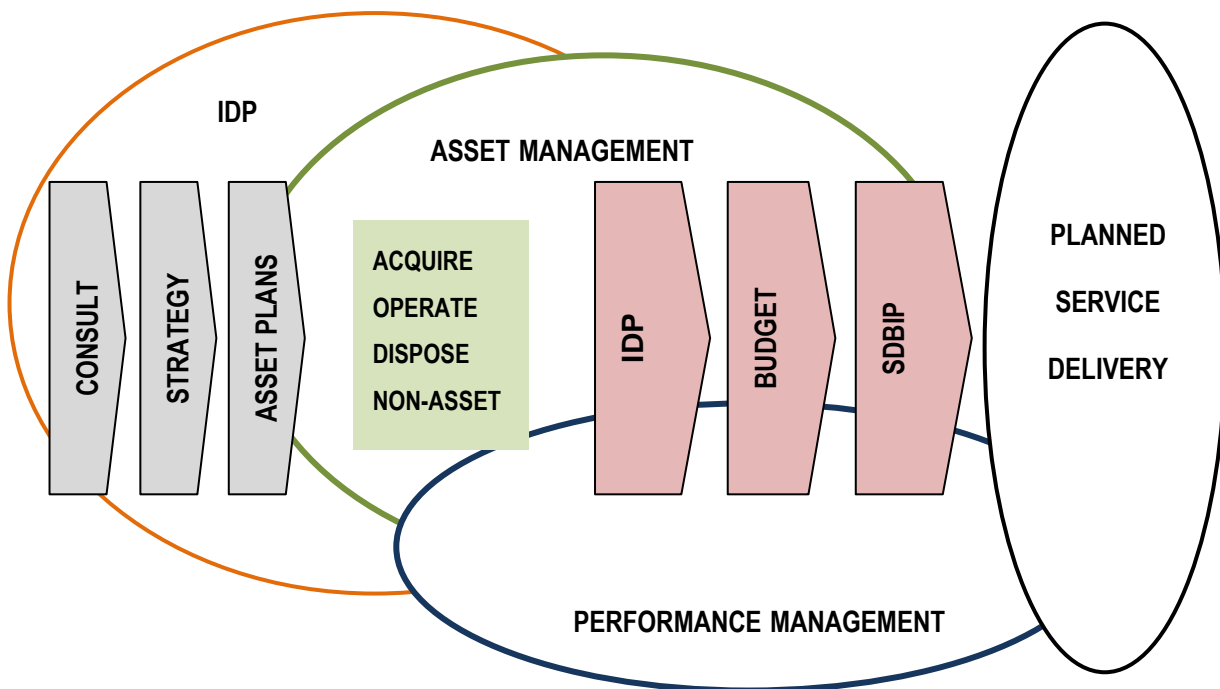 IDP
ASSET MANAGEMENT
CONSULT
STRATEGY
ASSET PLANS
ACQUIRE
OPERATE
DISPOSE
NON-ASSET
IDP
BUDGET
SDBIP
PLANNED
SERVICE
DELIVERY
PERFORMANCE MANAGEMENT